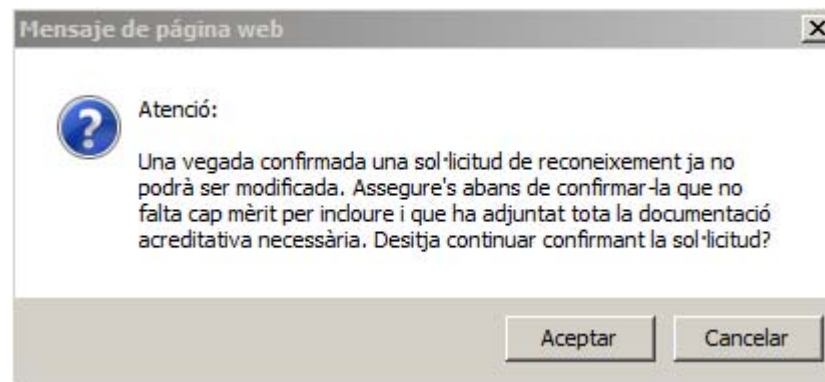 Mensaje de página web
Atenció:
Una vegada confirmada una sol·licitud de reconeixement ja no
podrà ser modificada. Assegure's abans de confirmar-la que no
falta cap mèrit per incloure i que ha adjuntat tota la documentació
acreditativa necessària. Desitja continuar confirmant la sol·licitud?
Aceptar
Cancelar